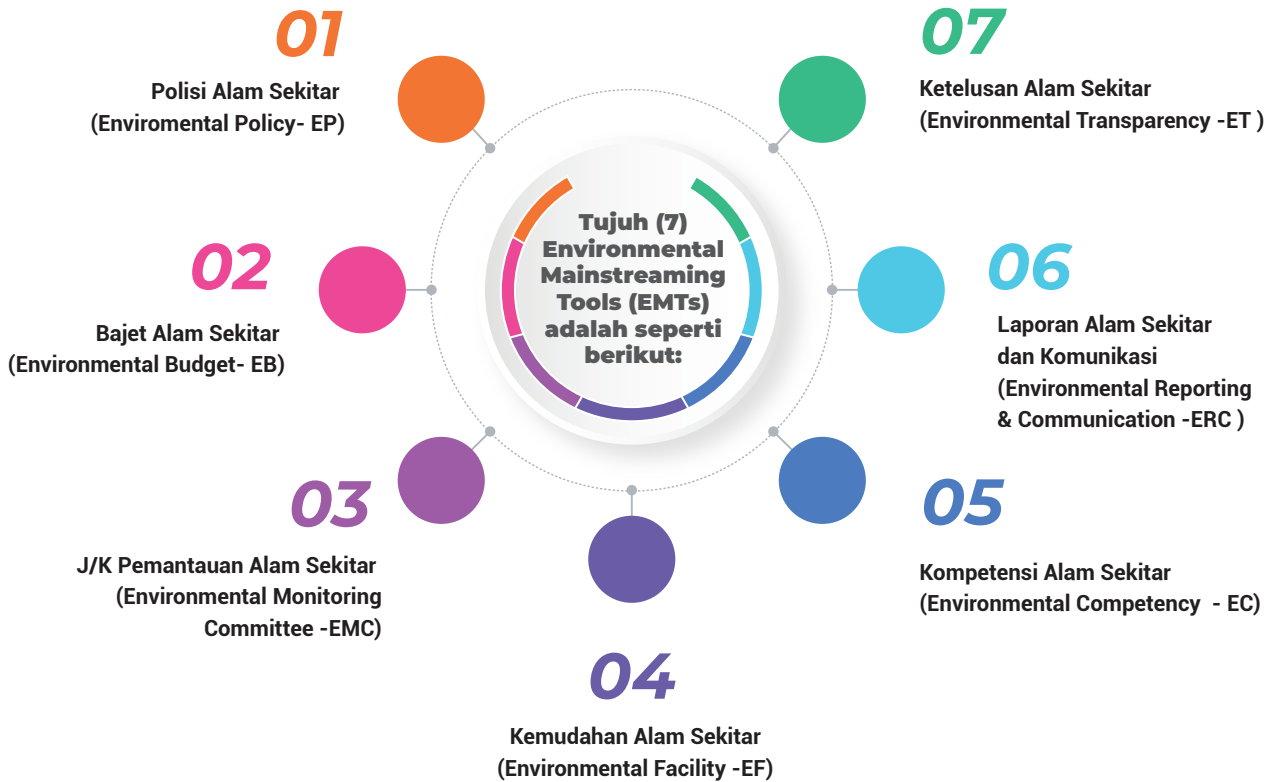 Tujuh (7)
Environmental
Mainstreaming
Tools (EMTs)
adalah seperti
berikut:
01
Polisi Alam Sekitar
(Enviromental Policy- EP)
02
Bajet Alam Sekitar
(Environmental Budget- EB)
03
J/K Pemantauan Alam Sekitar
(Environmental Monitoring
Committee -EMC)
04
Kemudahan Alam Sekitar
(Environmental Facility -EF)
05
Kompetensi Alam Sekitar
(Environmental Competency - EC)
06
Laporan Alam Sekitar
dan Komunikasi
(Environmental Reporting
& Communication -ERC )
07
Ketelusan Alam Sekitar
(Environmental Transparency -ET )